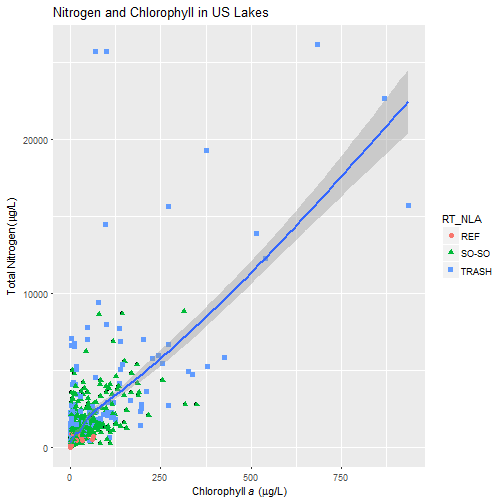 Nitrogen and Chlorophyll in US Lakes
Total Nitrogen(µg/L)
20000
10000
0
0
250
500
750
Chlorophyll a (µg/L)
RT_NLA
REF
SO-SO
TRASH